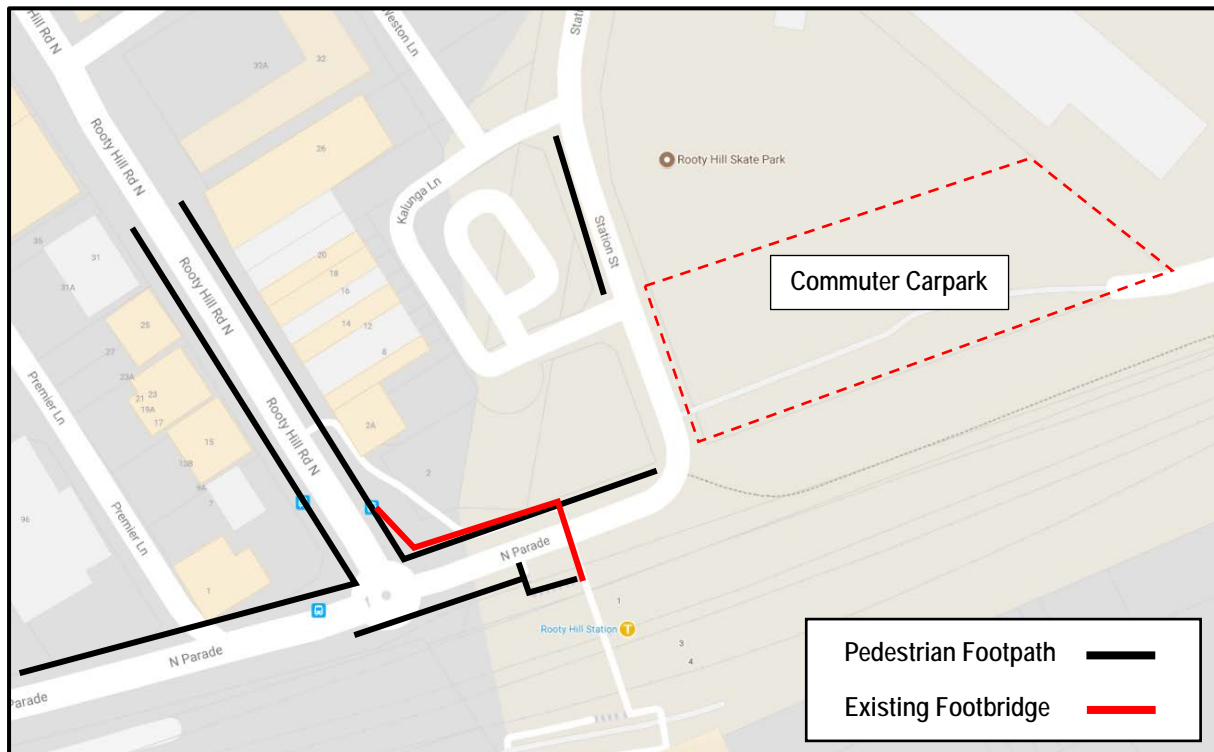 Hill Rd N
Weston Ln
Stati
32A
32
Rooty Hill Rd N
26
Rooty Hill Skate Park
Kalunga Ln
Station St
35
31
31A
20
18
16
14
12
8
Commuter Carpark
Rooty Hill Rd N
25
27
23A
23
21
19A
17
15
13B
9A
7
2A
2
Rooty Hill Rd N
Premier Ln
Premier Ln
96
1
N Parade
1
Rooty Hill Station
T
3
4
N Parade
Parade
Pedestrian Footpath
Existing Footbridge